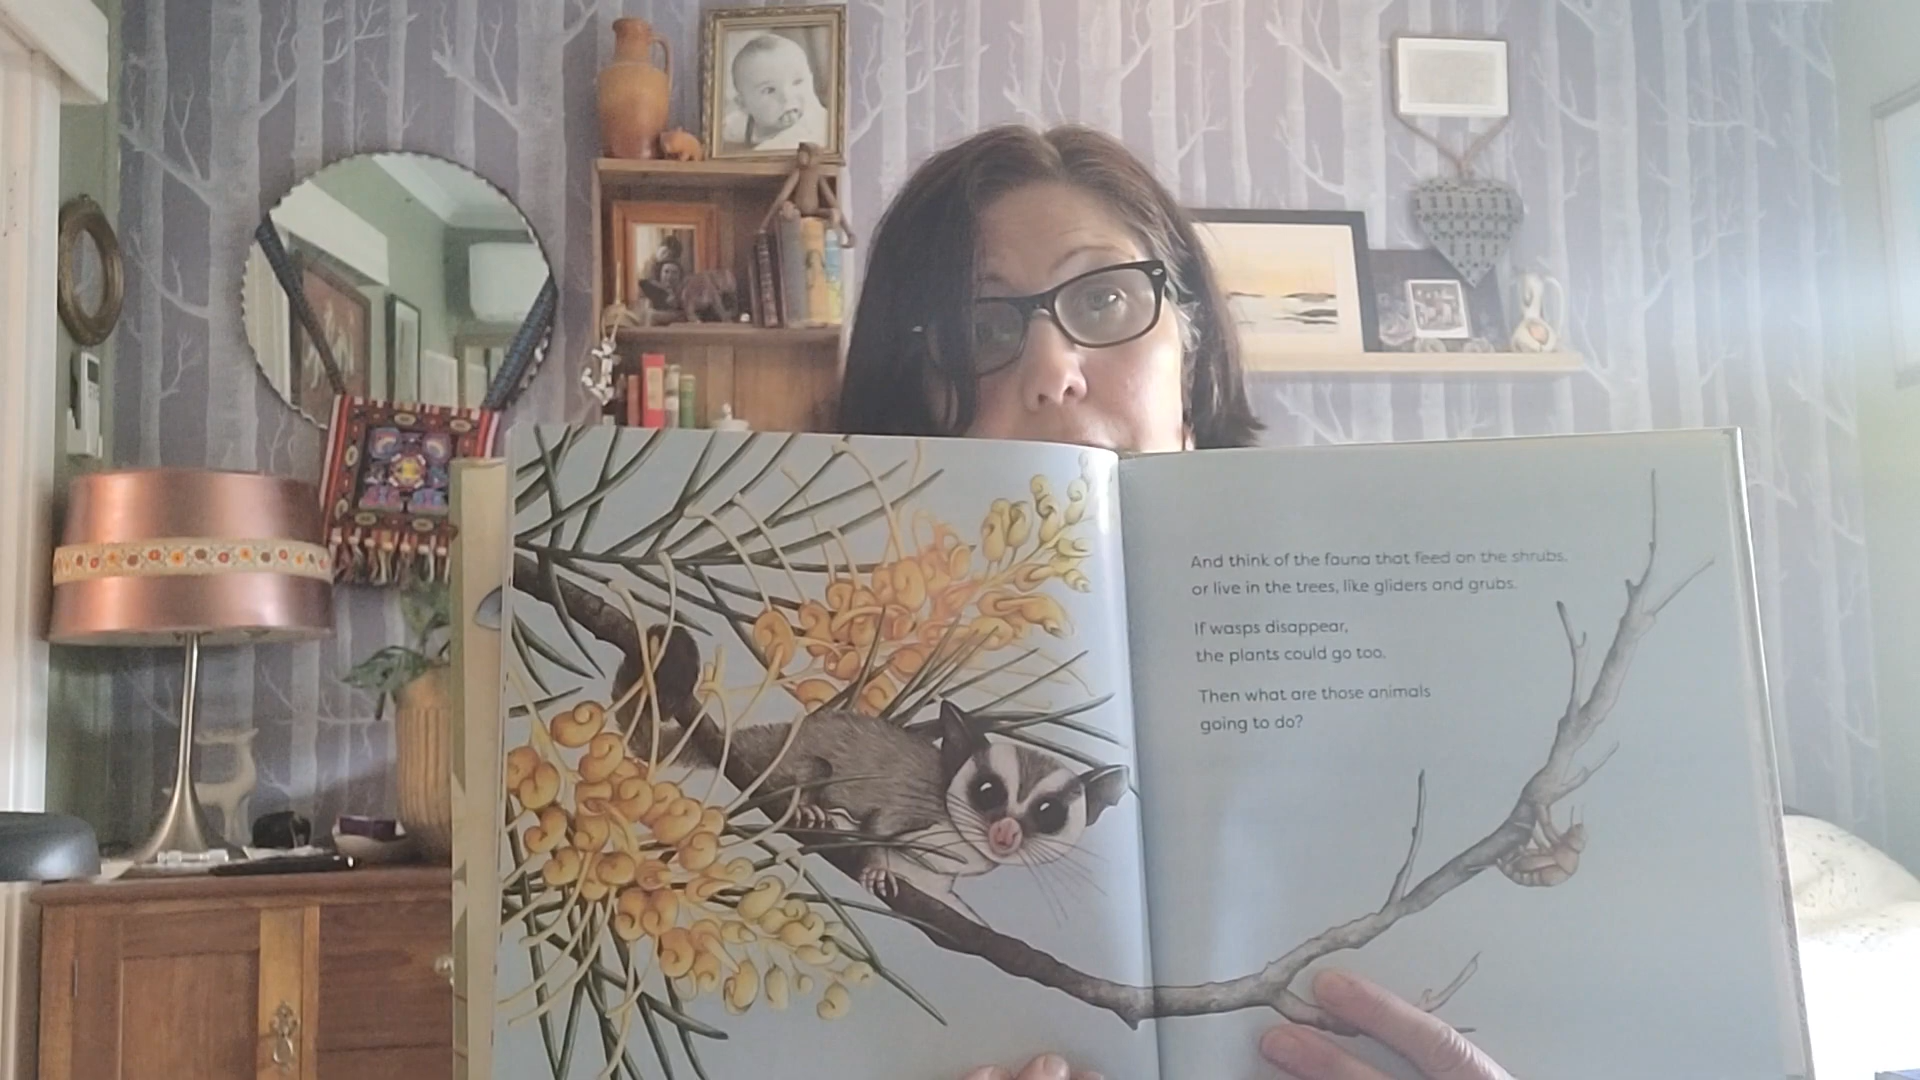 And think of the fauna that feed on the shrubs,
or live in the trees, like gliders and grubs.
If wasps disappear,
the plants could go too.
Then what are those animals
going to do?